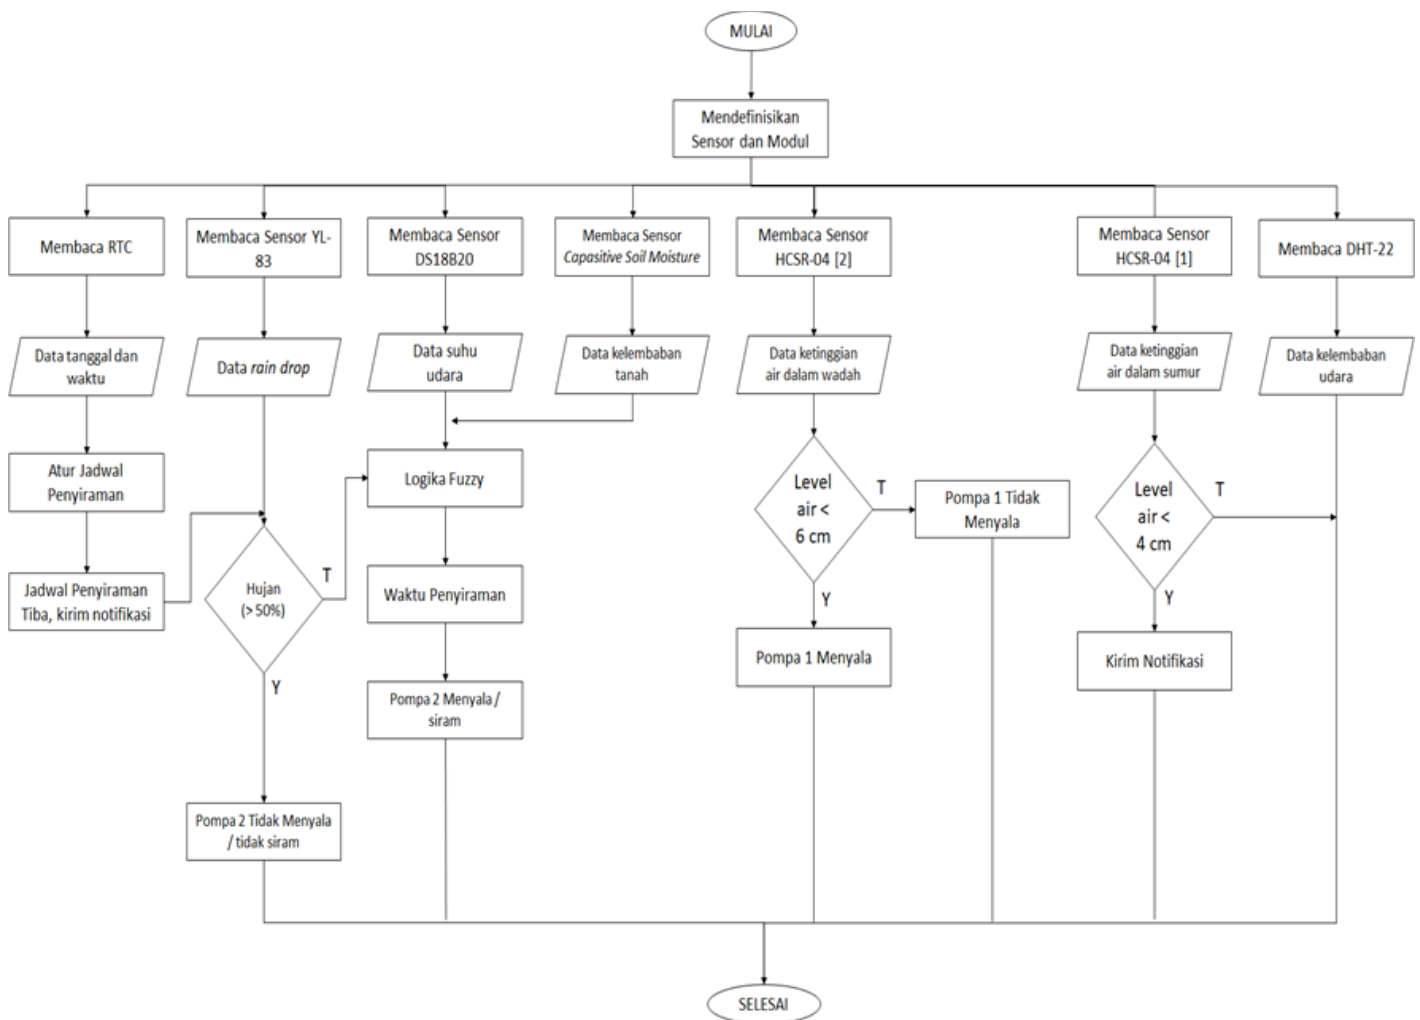 MULAI
Mendefinisikan
Sensor dan Modul
Membaca RTC
Membaca Sensor YL-
83
Membaca Sensor
DS18B20
Membaca Sensor
Capasitive Soil Moisture
Membaca Sensor
HCSR-04 [2]
Membaca Sensor
HCSR-04 [1]
Membaca DHT-22
Data tanggal dan
waktu
Data rain drop
Data suhu
udara
Data kelembaban
tanah
Data ketinggian
air dalam wadah
Data ketinggian
air dalam sumur
Data kelembaban
udara
Atur Jadwal
Penyiraman
Logika Fuzzy
Level
air <
6 cm
T
Pompa 1 Tidak
Menyala
Level
air <
4 cm
T
Jadwal Penyiraman
Tiba, kirim notifikasi
Hujan
(> 50%)
T
Waktu Penyiraman
Y
Y
Pompa 1 Menyala
Kirim Notifikasi
Y
Pompa 2 Menyala /
siram
Pompa 2 Tidak Menyala
/ tidak siram
SELESAI